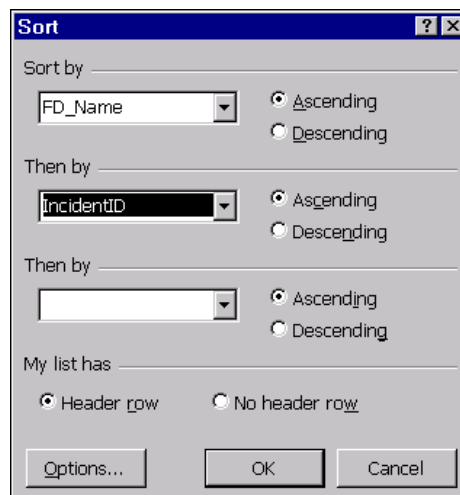 Sort
Sort by
FD_Name
Ascending
Descending
Then by
IncidentID
Ascending
Descending
Then by
Ascending
Descending
My list has
Header row
No header row
Options...
OK
Cancel